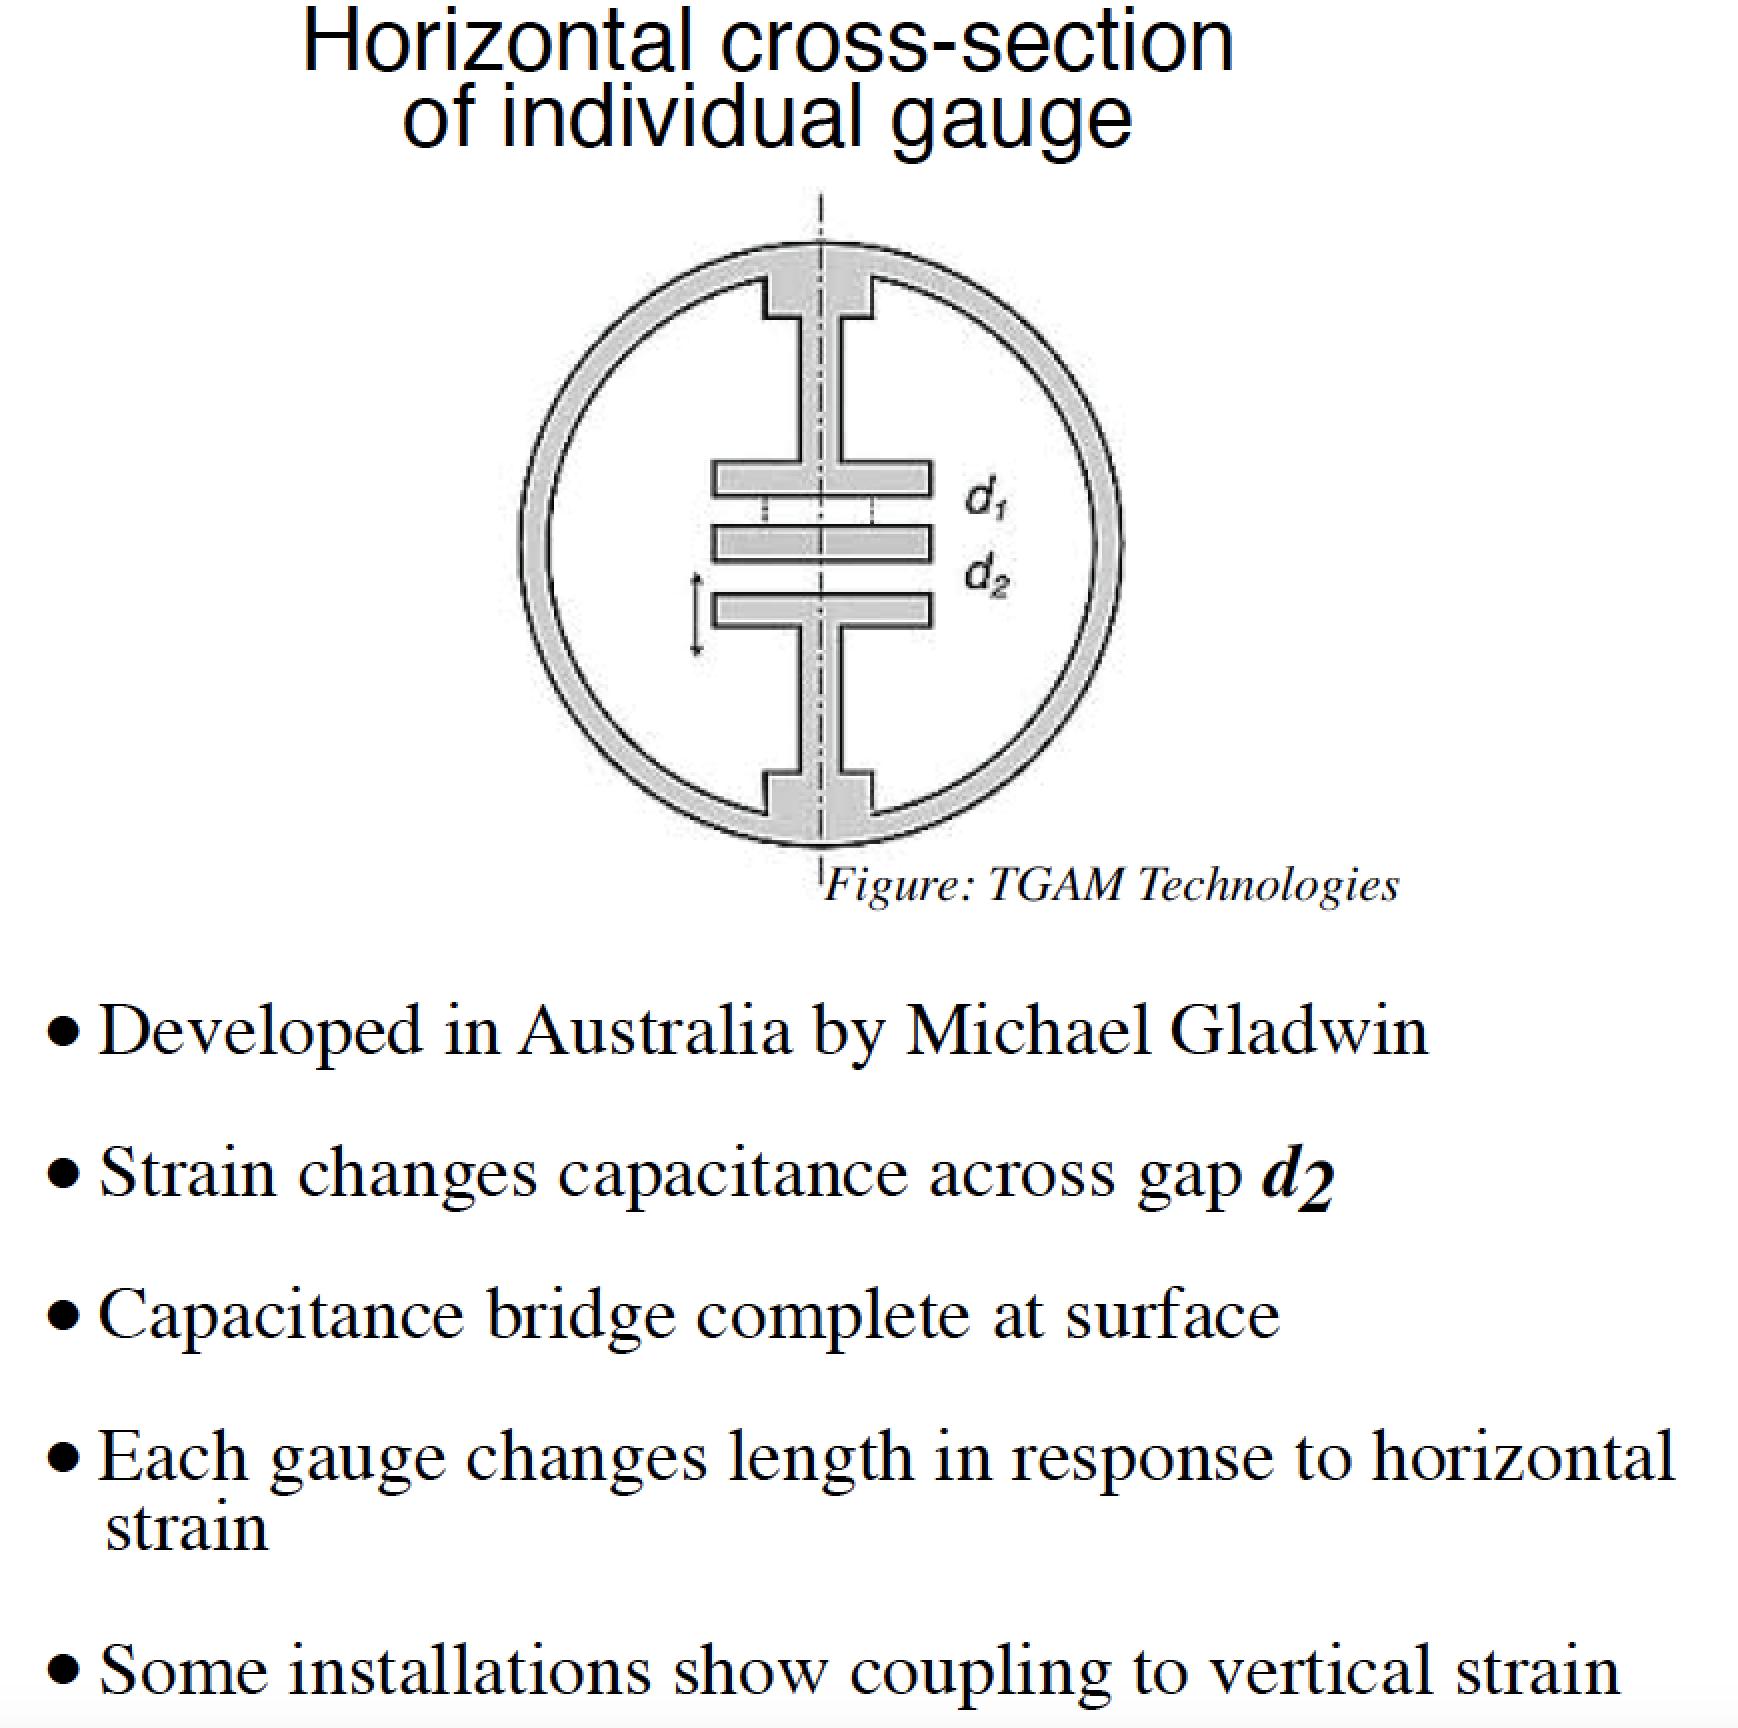 Horizontal cross-section
of individual gauge
d1
d2
Figure: TGAM Technologies
● Developed in Australia by Michael Gladwin
● Strain changes capacitance across gap d2
● Capacitance bridge complete at surface
● Each gauge changes length in response to horizontal
strain
● Some installations show coupling to vertical strain